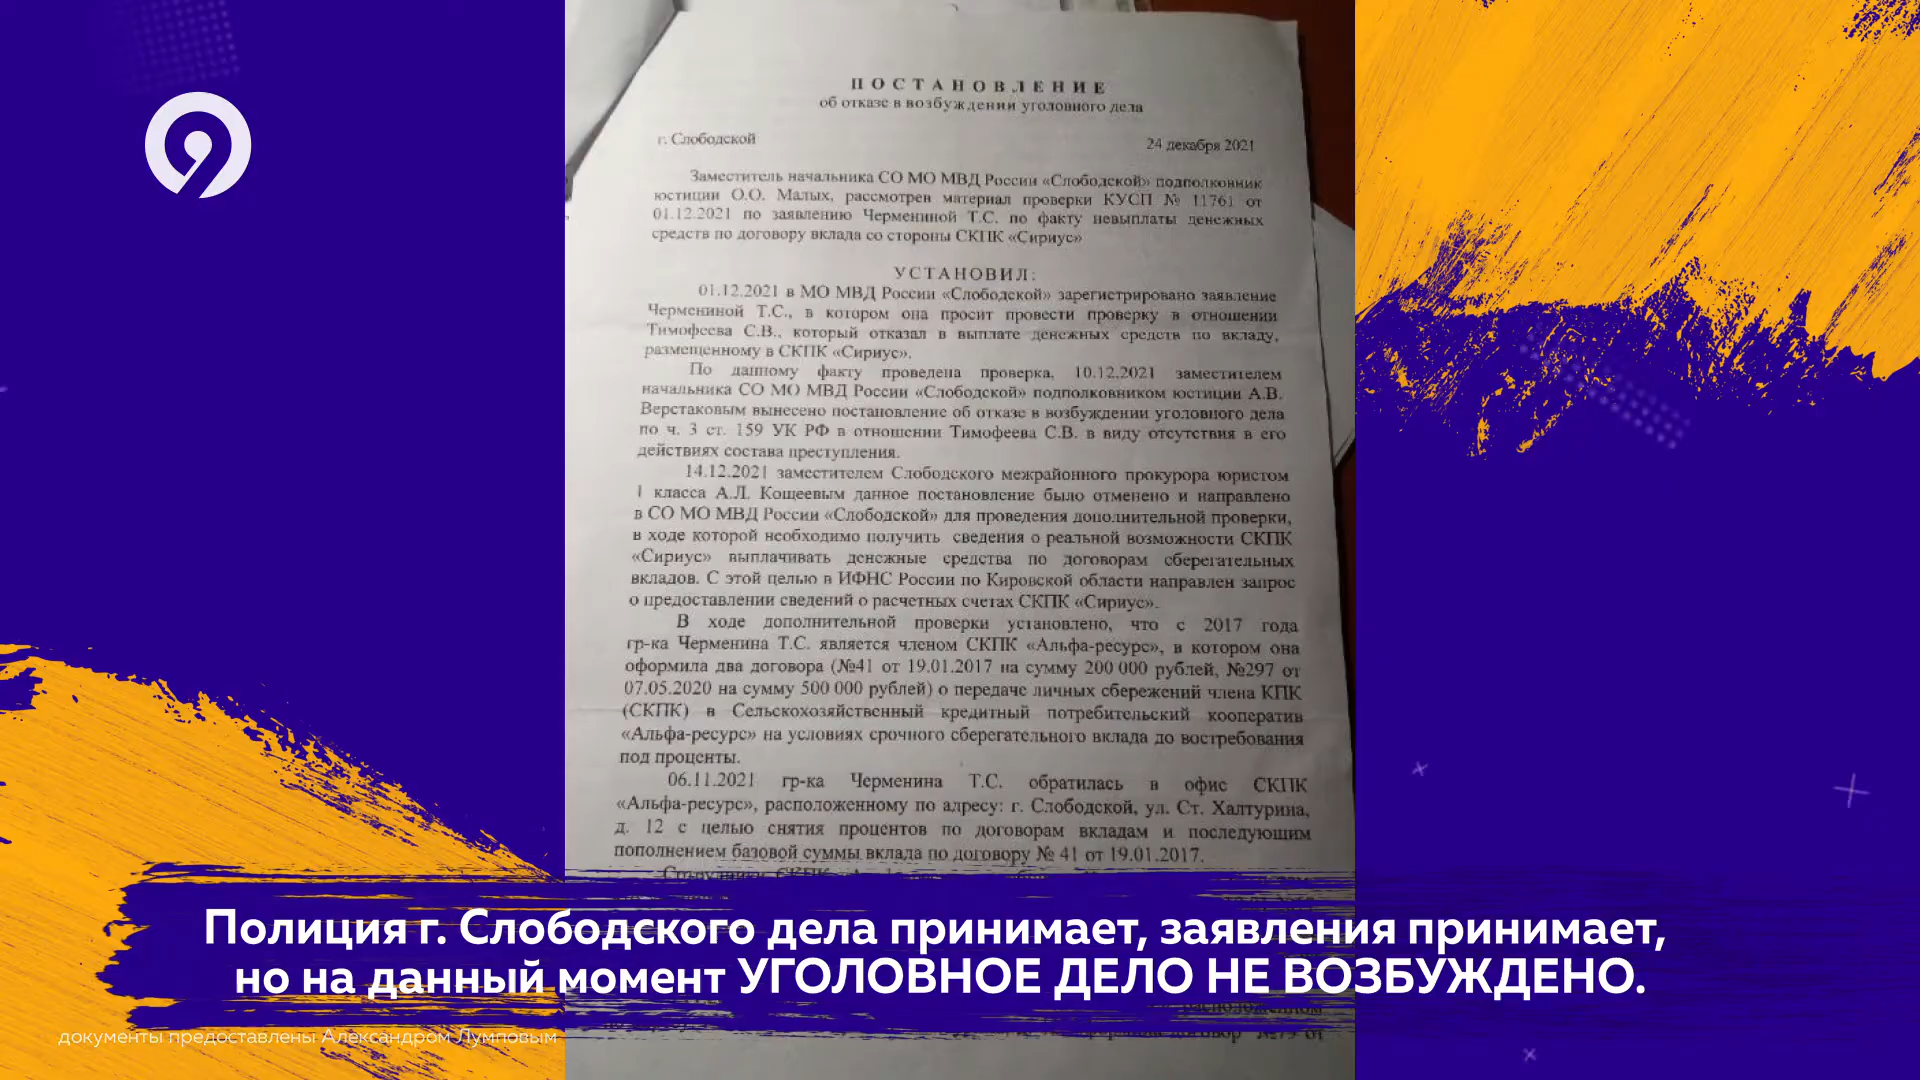 ПОСТАНОВЛЕНИЕ
об отказе в возбуждении уголовного дела
г. Слободской
24 декабря 2021
Заместитель начальника СО МО МВД России «Слободской» подполковник
юстиции О.О. Малых, рассмотрев материал проверки КУСП № 11761 от
01.12.2021 по заявлению Чермениной Т.С. по факту невыплаты денежных
средств по договору вклада со стороны СКПК «Сириус»
УСТАНОВИЛ:
01.12.2021 в МО МВД России «Слободской» зарегистрировано заявление
Чермениной Т.С., в котором она просит провести проверку в отношении
Тимофеева С.В., который отказал в выплате денежных средств по вкладу,
размещенному в СКПК «Сириус».
По данному факту проведена проверка, 10.12.2021 заместителем
начальника СО МО МВД России «Слободской» подполковником юстиции А.В.
Верстаковым вынесено постановление об отказе в возбуждении уголовного дела
по ч. 3 ст. 159 УК РФ в отношении Тимофеева С.В. в виду отсутствия в его
действиях состава преступления.
14.12.2021 заместителем Слободского межрайонного прокурора юристом
1 класса А.Л. Кощеевым данное постановление было отменено и направлено
в СО МО МВД России «Слободской» для проведения дополнительной проверки,
в ходе которой необходимо получить сведения о реальной возможности СКПК
«Сириус» выплачивать денежные средства по договорам сберегательных
вкладов. С этой целью в ИФНС России по Кировской области направлен запрос
о предоставлении сведений о расчетных счетах СКПК «Сириус».
В ходе дополнительной проверки установлено, что с 2017 года
гр-ка Черменина Т.С. является членом СКПК «Альфа-ресурс», в котором она
оформила два договора (№41 от 19.01.2017 на сумму 200 000 рублей, №297 от
07.05.2020 на сумму 500 000 рублей) о передаче личных сбережений члена КПК
(СКПК) в Сельскохозяйственный кредитный потребительский кооператив
«Альфа-ресурс» на условиях срочного сберегательного вклада до востребования
под проценты.
06.11.2021 гр-ка Черменина Т.С. обратилась в офис СКПК
«Альфа-ресурс», расположенному по адресу: г. Слободской, ул. Ст. Халтурина,
д. 12 с целью снятия процентов по договорам вкладам и последующим
пополнением базовой суммы вклада по договору № 41 от 19.01.2017.
Полиция г. Слободского дела принимает, заявления принимает,
но на данный момент УГОЛОВНОЕ ДЕЛО НЕ ВОЗБУЖДЕНО.
документы предоставлены Александром Лумповым